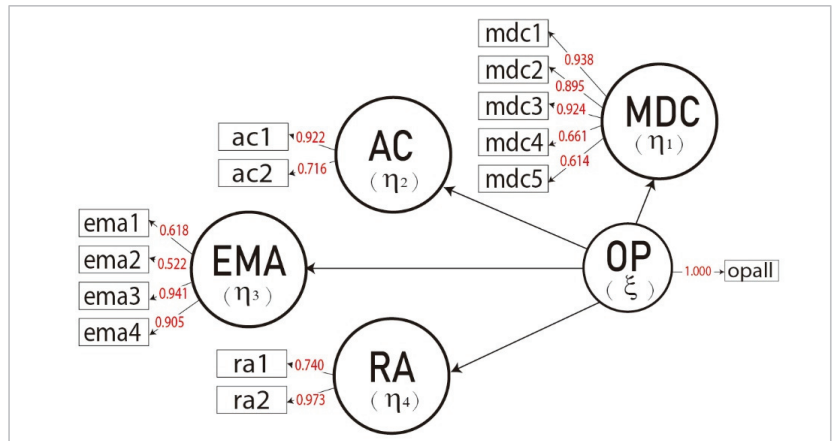 mdc1
mdc2
mdc3
mdc4
mdc5
0.938
0.895
0.924
0.661
0.614
MDC
(η1)
ac1
ac2
0.922
0.716
AC
(η2)
ema1
ema2
ema3
ema4
0.618
0.522
0.941
0.905
EMA
(η3)
OP
(ξ)
1.000
opall
ra1
ra2
0.740
0.973
RA
(η4)